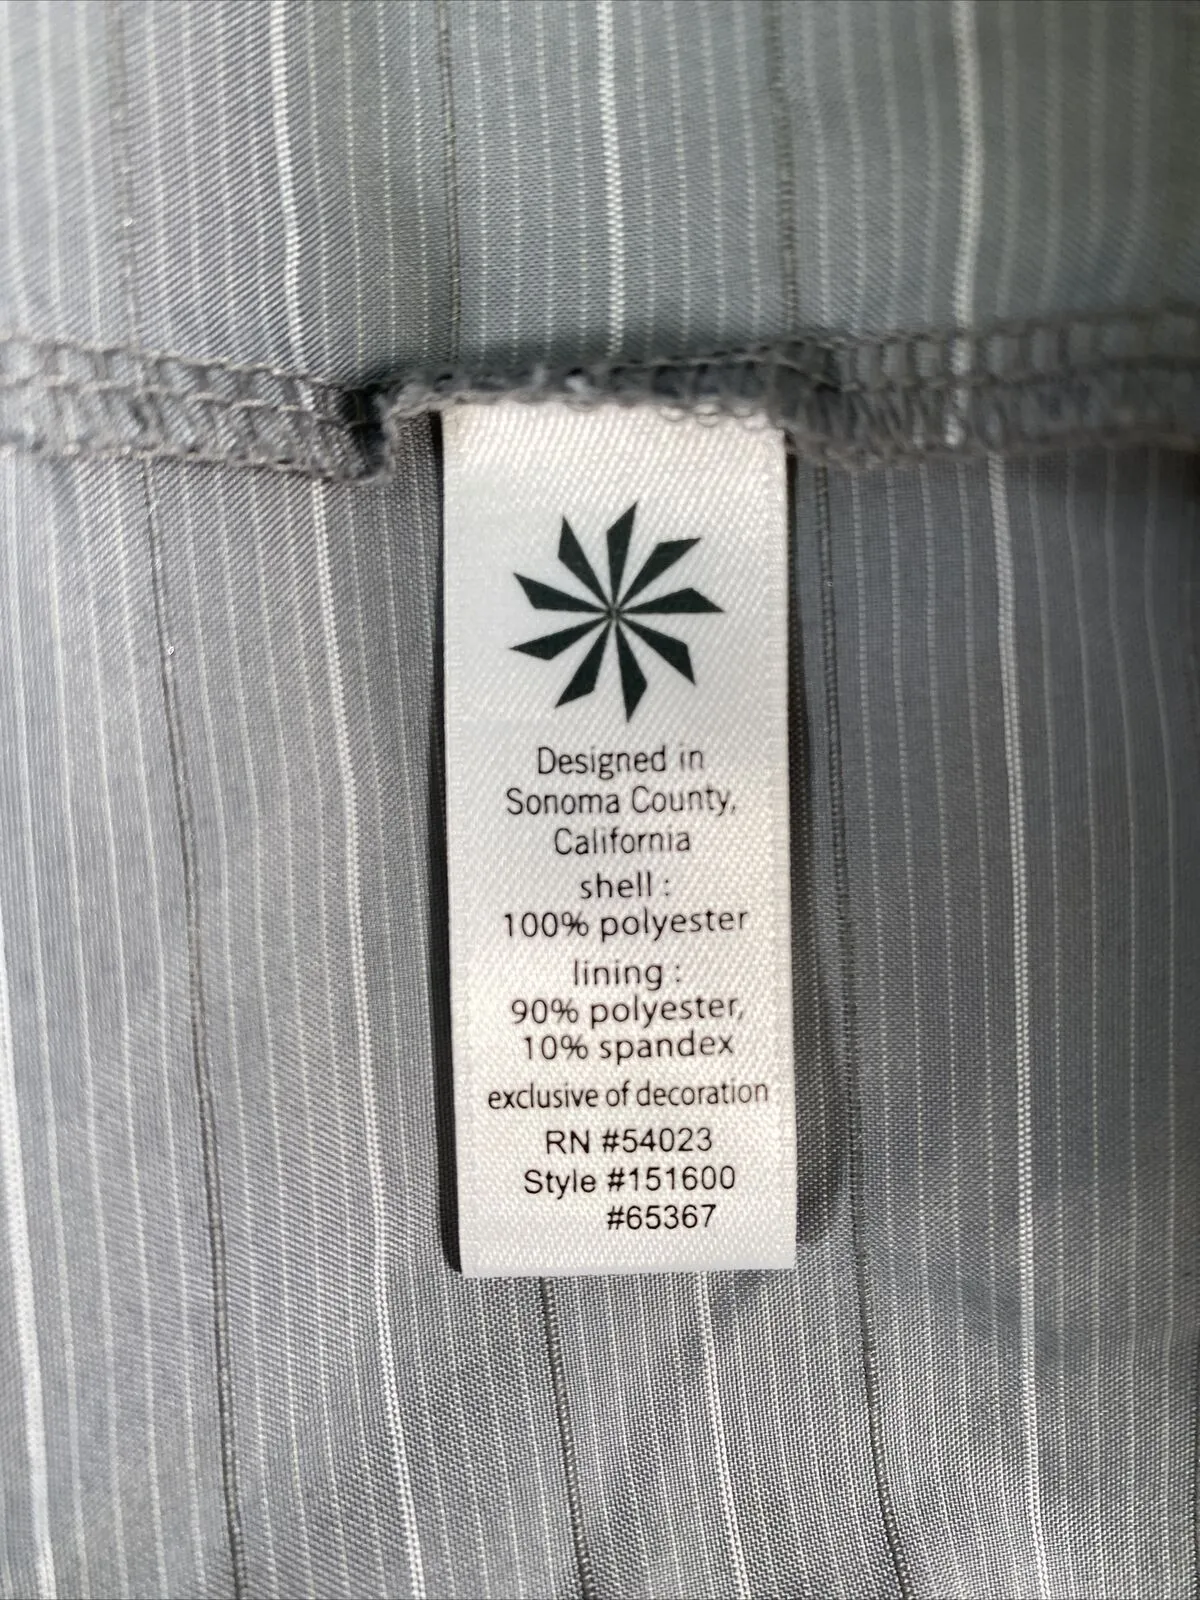 Designed in
Sonoma County,
California
shell :
100% polyester
lining :
90% polyester,
10% spandex
exclusive of decoration
RN #54023
Style #151600
#65367